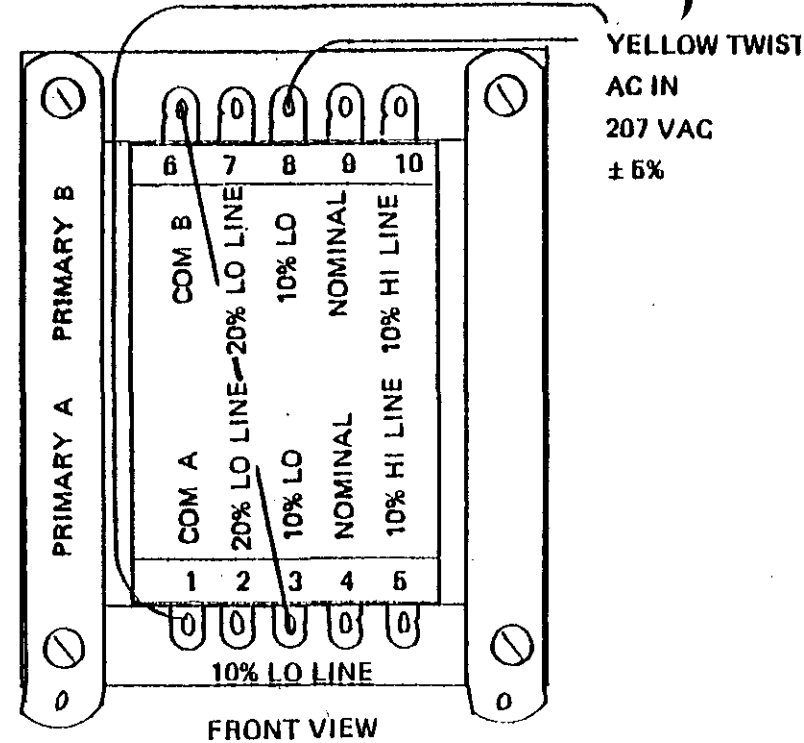 YELLOW TWIST
AC IN
207 VAC
± 5%
6 7 8 9 10
PRIMARY B
COM B
20% LO LINE
10% LO
NOMINAL
10% HI LINE
PRIMARY A
COM A
20% LO LINE
10% LO
NOMINAL
10% HI LINE
1 2 3 4 5
10% LO LINE
FRONT VIEW